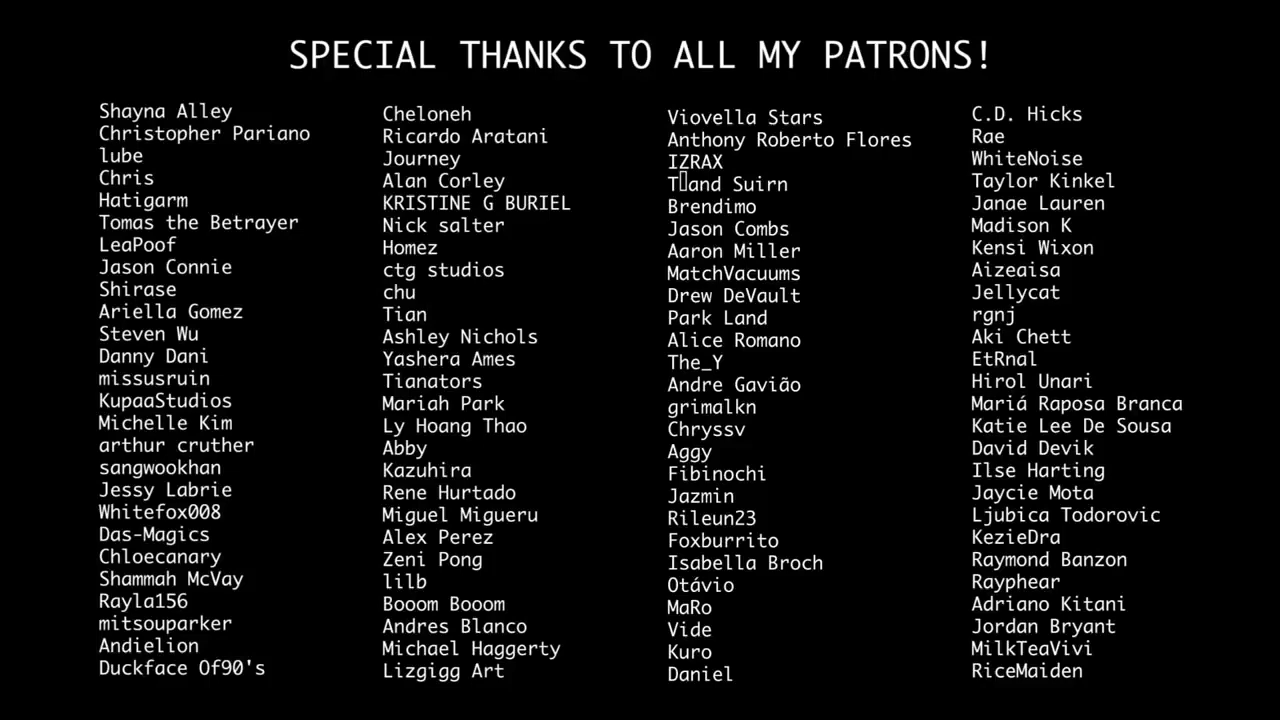 SPECIAL THANKS TO ALL MY PATRONS!
Shayna Alley
Christopher Pariano
lube
Chris
Hatigarm
Tomas the Betrayer
LeaPoof
Jason Connie
Shirase
Ariella Gomez
Steven Wu
Danny Dani
missusruin
KupaaStudios
Michelle Kim
arthur cruther
sangwookhan
Jessy Labrie
Whitefox008
Das-Magics
Chloecanary
Shammah McVay
Rayla156
mitsouparker
Andielion
Duckface Of90's
Cheloneh
Ricardo Aratani
Journey
Alan Corley
KRISTINE G BURIEL
Nick salter
Homez
ctg studios
chu
Tian
Ashley Nichols
Yashera Ames
Tianators
Mariah Park
Ly Hoang Thao
Abby
Kazuhira
Rene Hurtado
Miguel Migueru
Alex Perez
Zeni Pong
lilb
Booom Booom
Andres Blanco
Michael Haggerty
Lizgigg Art
Viovella Stars
Anthony Roberto Flores
IZRAX
Suirn
Brendimo
Jason Combs
Aaron Miller
MatchVacuums
Drew DeVault
Park Land
Alice Romano
The_Y
Andre Gavião
grimalkn
Chryssv
Aggy
Fibinochi
Jazmin
Rileun23
Foxburrito
Isabella Broch
Otávio
MaRo
Vide
Kuro
Daniel
C.D. Hicks
Rae
WhiteNoise
Taylor Kinkel
Janae Lauren
Madison K
Kensi Wixon
Aizeaisa
Jellycat
rgnj
Aki Chett
EtRnal
Hirol Unari
Mariá Raposa Branca
Katie Lee De Sousa
David Devik
Ilse Harting
Jaycie Mota
Ljubica Todorovic
KezieDra
Raymond Banzon
Rayphear
Adriano Kitani
Jordan Bryant
MilkTeaVivi
RiceMaiden